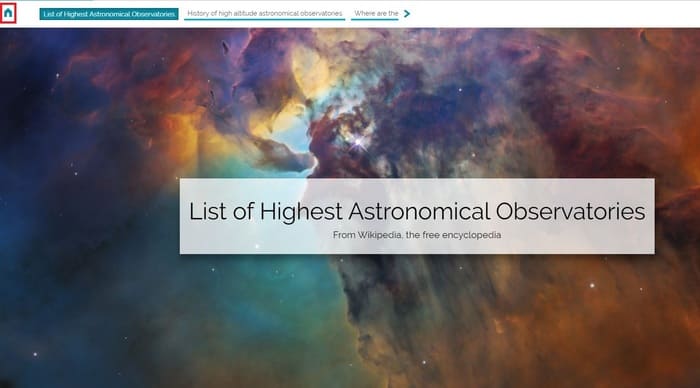 List of Highest Astronomical Observatories
History of high altitude astronomical observatories
Where are the
List of Highest Astronomical Observatories
From Wikipedia, the free encyclopedia